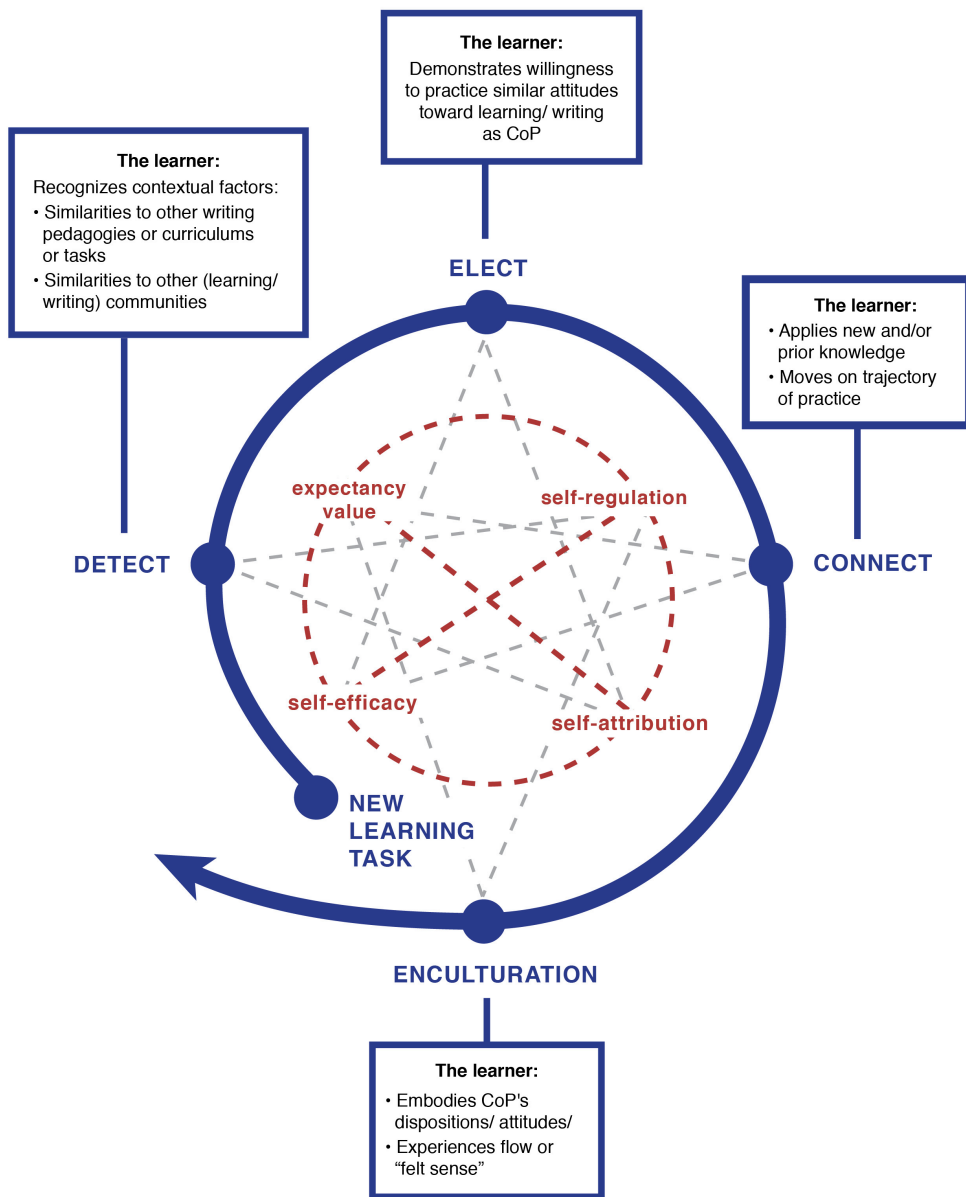 The learner:
Demonstrates willingness
to practice similar attitudes
toward learning/ writing
as CoP
The learner:
Recognizes contextual factors:
• Similarities to other writing
pedagogies or curriculums
or tasks
• Similarities to other (learning/
writing) communities
ELECT
The learner:
• Applies new and/or
prior knowledge
• Moves on trajectory
of practice
expectancy
value
self-regulation
DETECT
CONNECT
self-efficacy
self-attribution
NEW
LEARNING
TASK
ENCULTURATION
The learner:
• Embodies CoP's
dispositions/ attitudes/
• Experiences flow or
“felt sense”